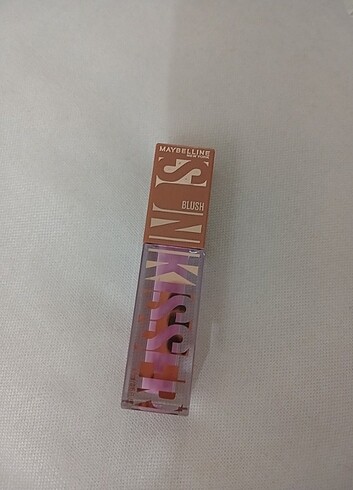 MAYBELLINE
NEW YORK
SUN
BLUSH
KISSER